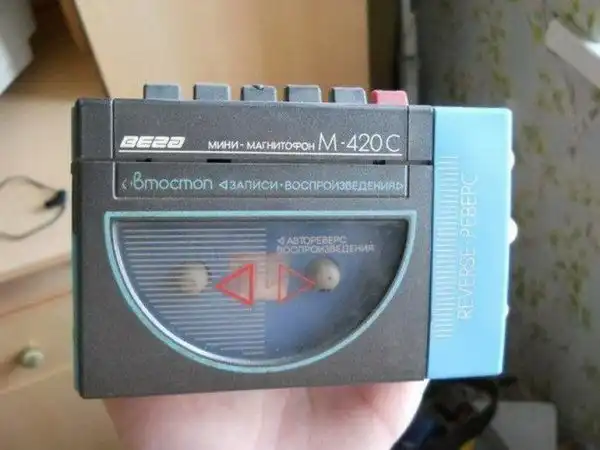 ВЕГА МИНИ-МАГНИТОФОН М-420С
Автостоп ◁ЗАПИСИ·ВОСПРОИЗВЕДЕНИЯ▷
◁ АВТОРЕВЕРС
ВОСПРОИЗВЕДЕНИЯ
REVERSE РЕВЕРС